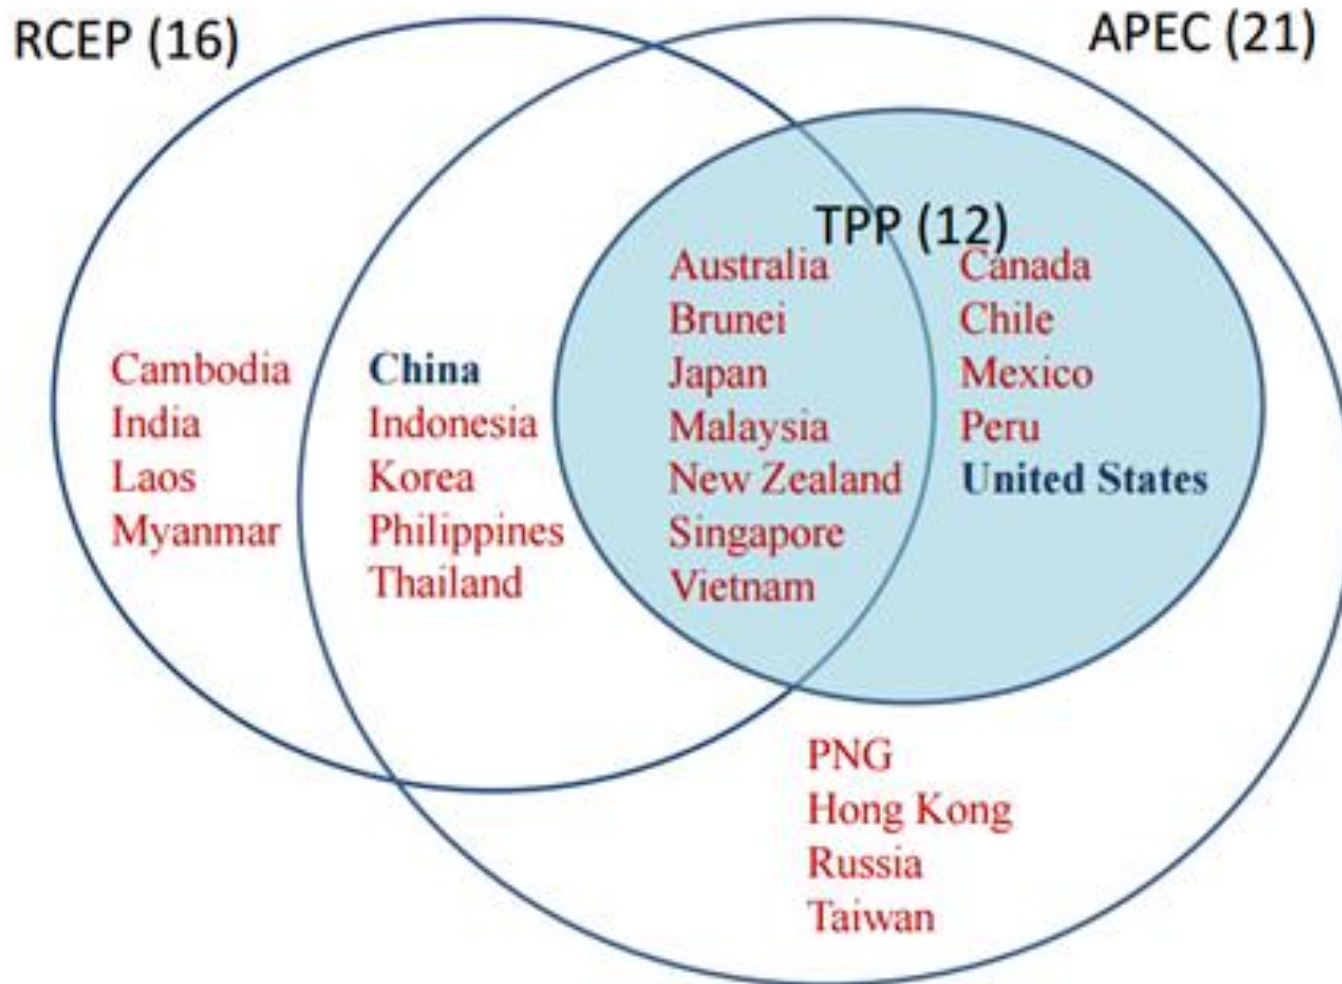 RCEP (16)
APEC (21)
TPP (12)
Cambodia
India
Laos
Myanmar
China
Indonesia
Korea
Philippines
Thailand
Australia
Brunei
Japan
Malaysia
New Zealand
Singapore
Vietnam
Canada
Chile
Mexico
Peru
United States
PNG
Hong Kong
Russia
Taiwan